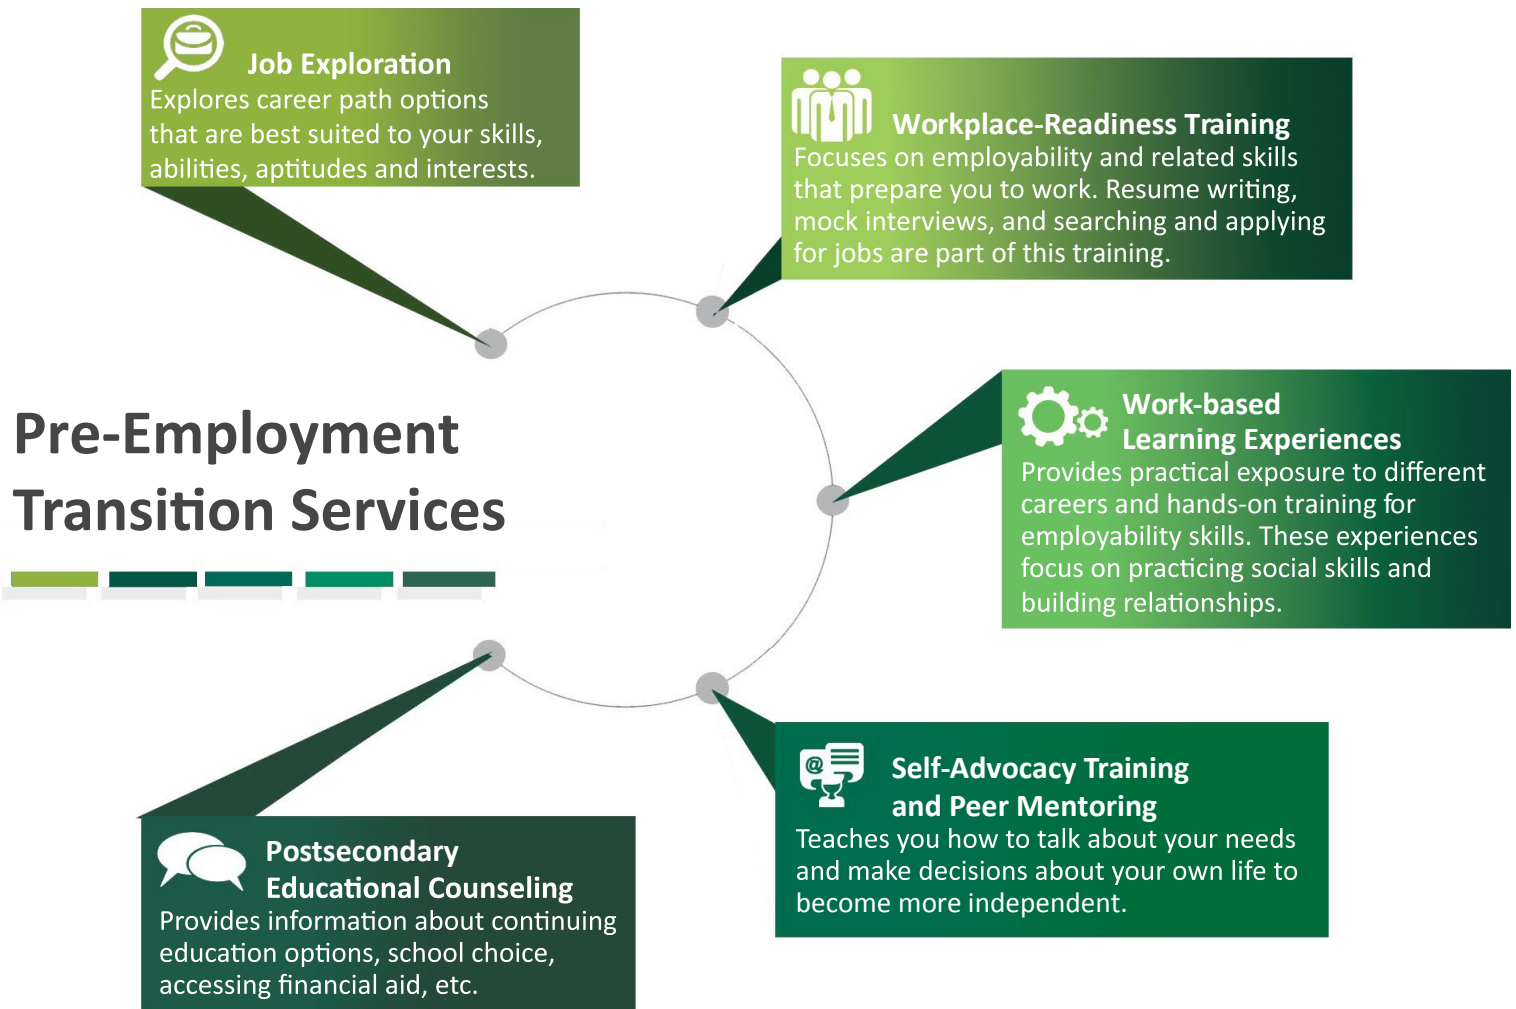 Job Exploration
Explores career path options
that are best suited to your skills,
abilities, aptitudes and interests.
Workplace-Readiness Training
Focuses on employability and related skills
that prepare you to work. Resume writing,
mock interviews, and searching and applying
for jobs are part of this training.
Pre-Employment
Transition Services
Work-based
Learning Experiences
Provides practical exposure to different
careers and hands-on training for
employability skills. These experiences
focus on practicing social skills and
building relationships.
@
Self-Advocacy Training
and Peer Mentoring
Teaches you how to talk about your needs
and make decisions about your own life to
become more independent.
Postsecondary
Educational Counseling
Provides information about continuing
education options, school choice,
accessing financial aid, etc.